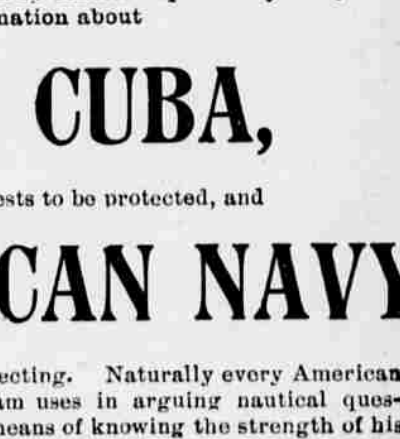 nation about
CUBA,
ests to be protected, and
CAN NAVY
ecting. Naturally every American
am uses in arguing nautical ques-
neans of knowing the strength of his